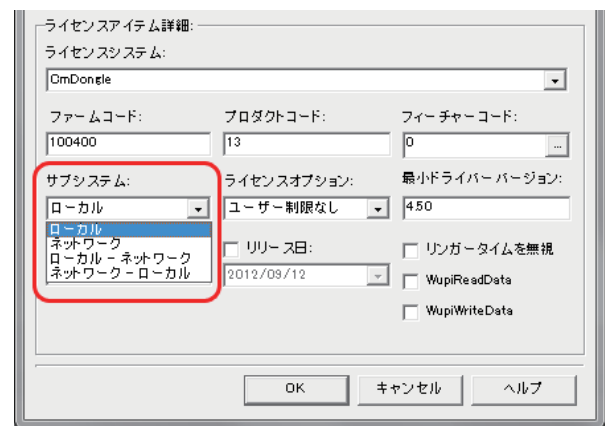 ライセンスアイテム詳細:
ライセンスシステム:
CmDongle
ファームコード: プロダクトコード: フィーチャーコード:
100400 13 0 ...
サブシステム: ライセンスオプション: 最小ドライバーバージョン:
ローカル ユーザー制限なし 4.50
ローカル
ネットワーク
ローカル - ネットワーク
ネットワーク - ローカル
リリース日: リンガータイムを無視
2012/09/12 WupiReadData
WupiWriteData
OK キャンセル ヘルプ